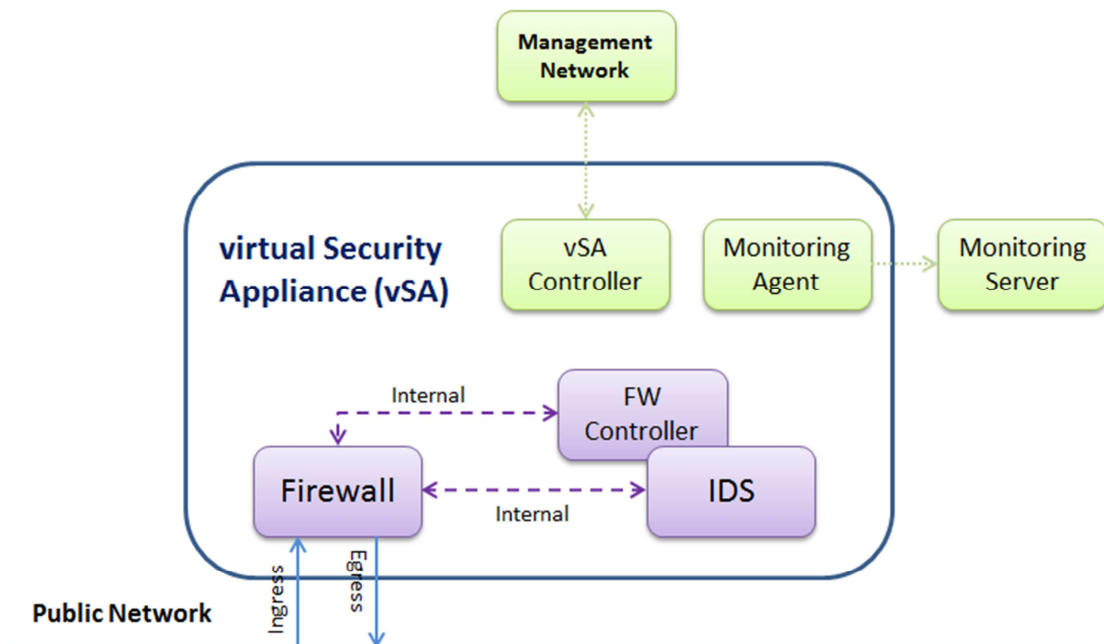 Management
Network
virtual Security
Appliance (vSA)
vSA
Controller
Monitoring
Agent
Monitoring
Server
Internal
FW
Controller
Firewall
IDS
Internal
Ingress
Egress
Public Network